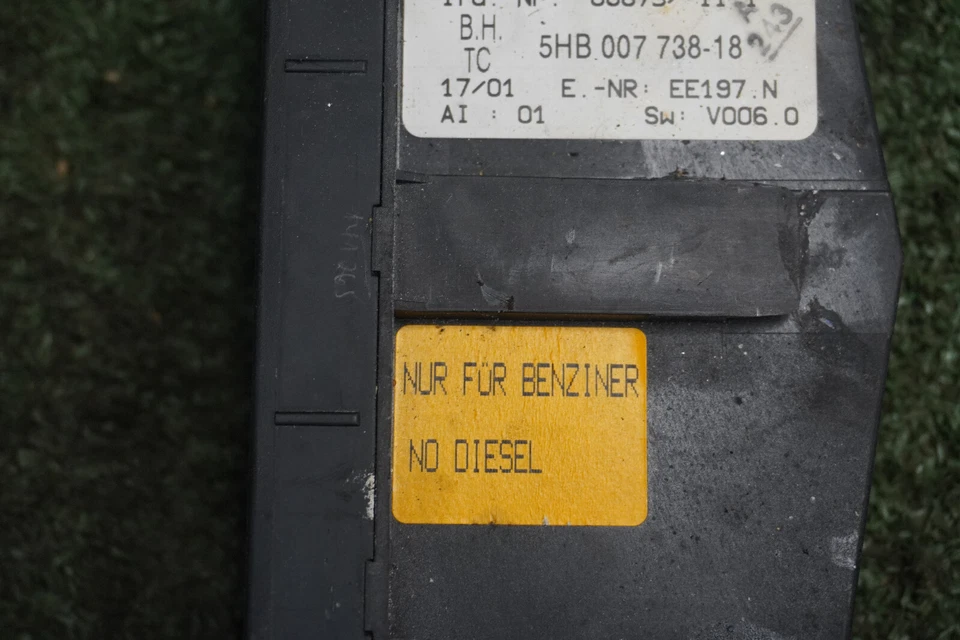 B.H.
TC 5HB 007 738-18
17/01 E.-NR: EE197.N
AI : 01 Sw: V006.0
NUR FÜR BENZINER
NO DIESEL